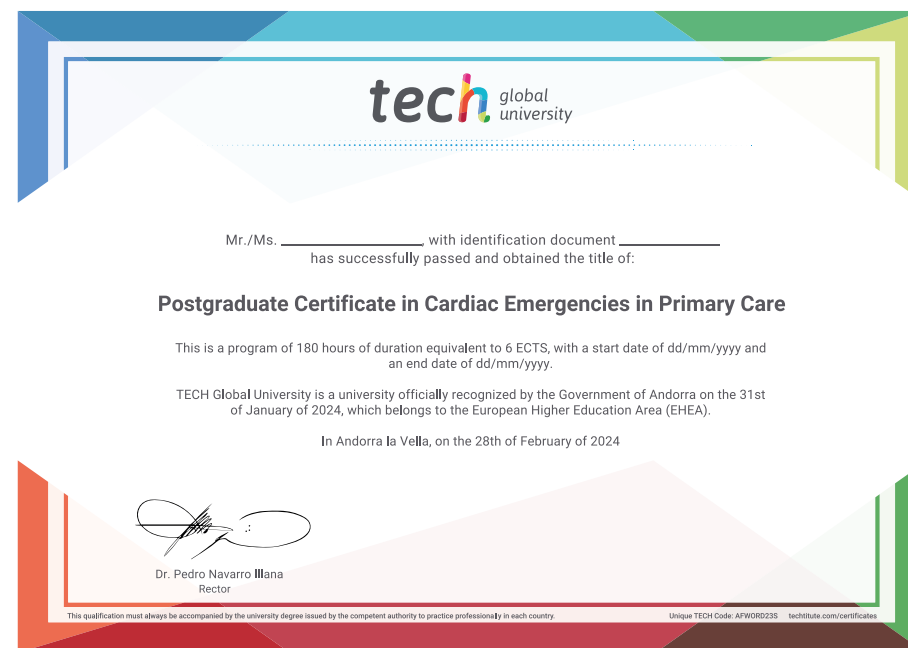 tech global
university
Mr./Ms. ____________, with identification document ____________
has successfully passed and obtained the title of:
Postgraduate Certificate in Cardiac Emergencies in Primary Care
This is a program of 180 hours of duration equivalent to 6 ECTS, with a start date of dd/mm/yyyy and
an end date of dd/mm/yyyy.
TECH Global University is a university officially recognized by the Government of Andorra on the 31st
of January of 2024, which belongs to the European Higher Education Area (EHEA).
In Andorra la Vella, on the 28th of February of 2024
Dr. Pedro Navarro Illana
Rector
This qualification must always be accompanied by the university degree issued by the competent authority to practice professionally in each country.
Unique TECH Code: AFWORD23S techtitute.com/certificates